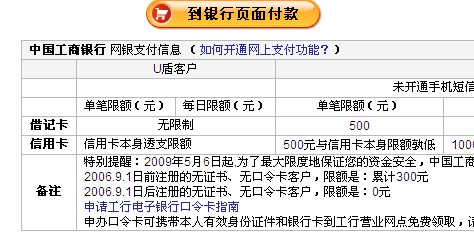 到银行页面付款
中国工商银行 网银支付信息 （如何开通网上支付功能？）
U盾客户
未开通手机短信
单笔限额（元） 每日限额（元） 单笔限额（元）
借记卡 无限制 500
信用卡 信用卡本身透支限额 500元与信用卡本身限额孰低 1000
备注
特别提醒：2009年5月6日起,为了最大限度地保证您的资金安全，中国工商
2006.9.1日前注册的无证书、无口令卡客户，限额是：累计300元
2006.9.1日后注册的无证书、无口令卡客户，限额是：0元
申请工行电子银行口令卡指南
申办口令卡可携带本人有效身份证件和银行卡到工行营业网点免费领取，